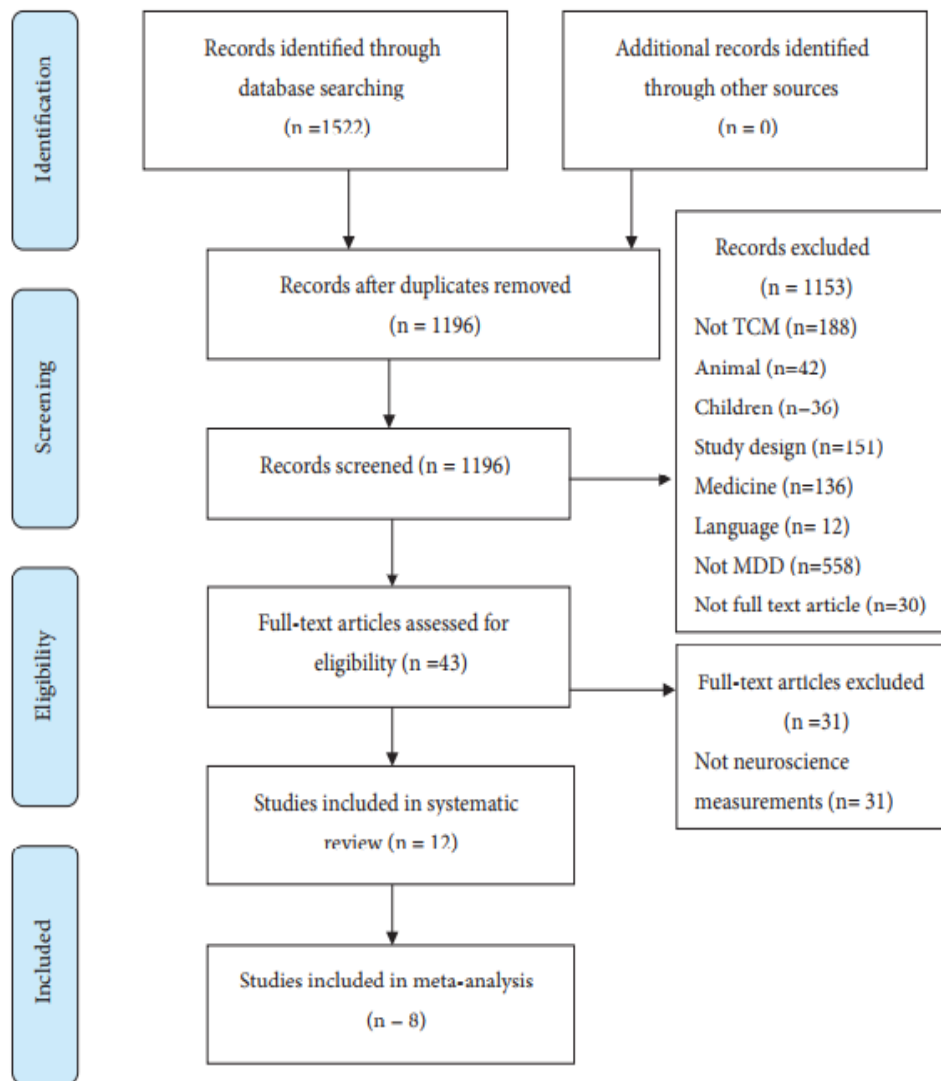 Identification
Records identified through
database searching
(n =1522)
Additional records identified
through other sources
(n = 0)
Records after duplicates removed
(n = 1196)
Records excluded
(n = 1153)
Not TCM (n=188)
Animal (n=42)
Children (n–36)
Study design (n=151)
Medicine (n=136)
Language (n= 12)
Not MDD (n=558)
Not full text article (n=30)
Screening
Records screened (n = 1196)
Eligibility
Full-text articles assessed for
eligibility (n =43)
Full-text articles excluded
(n =31)
Not neuroscience
measurements (n= 31)
Studies included in systematic
review (n = 12)
Included
Studies included in meta-analysis
(n – 8)